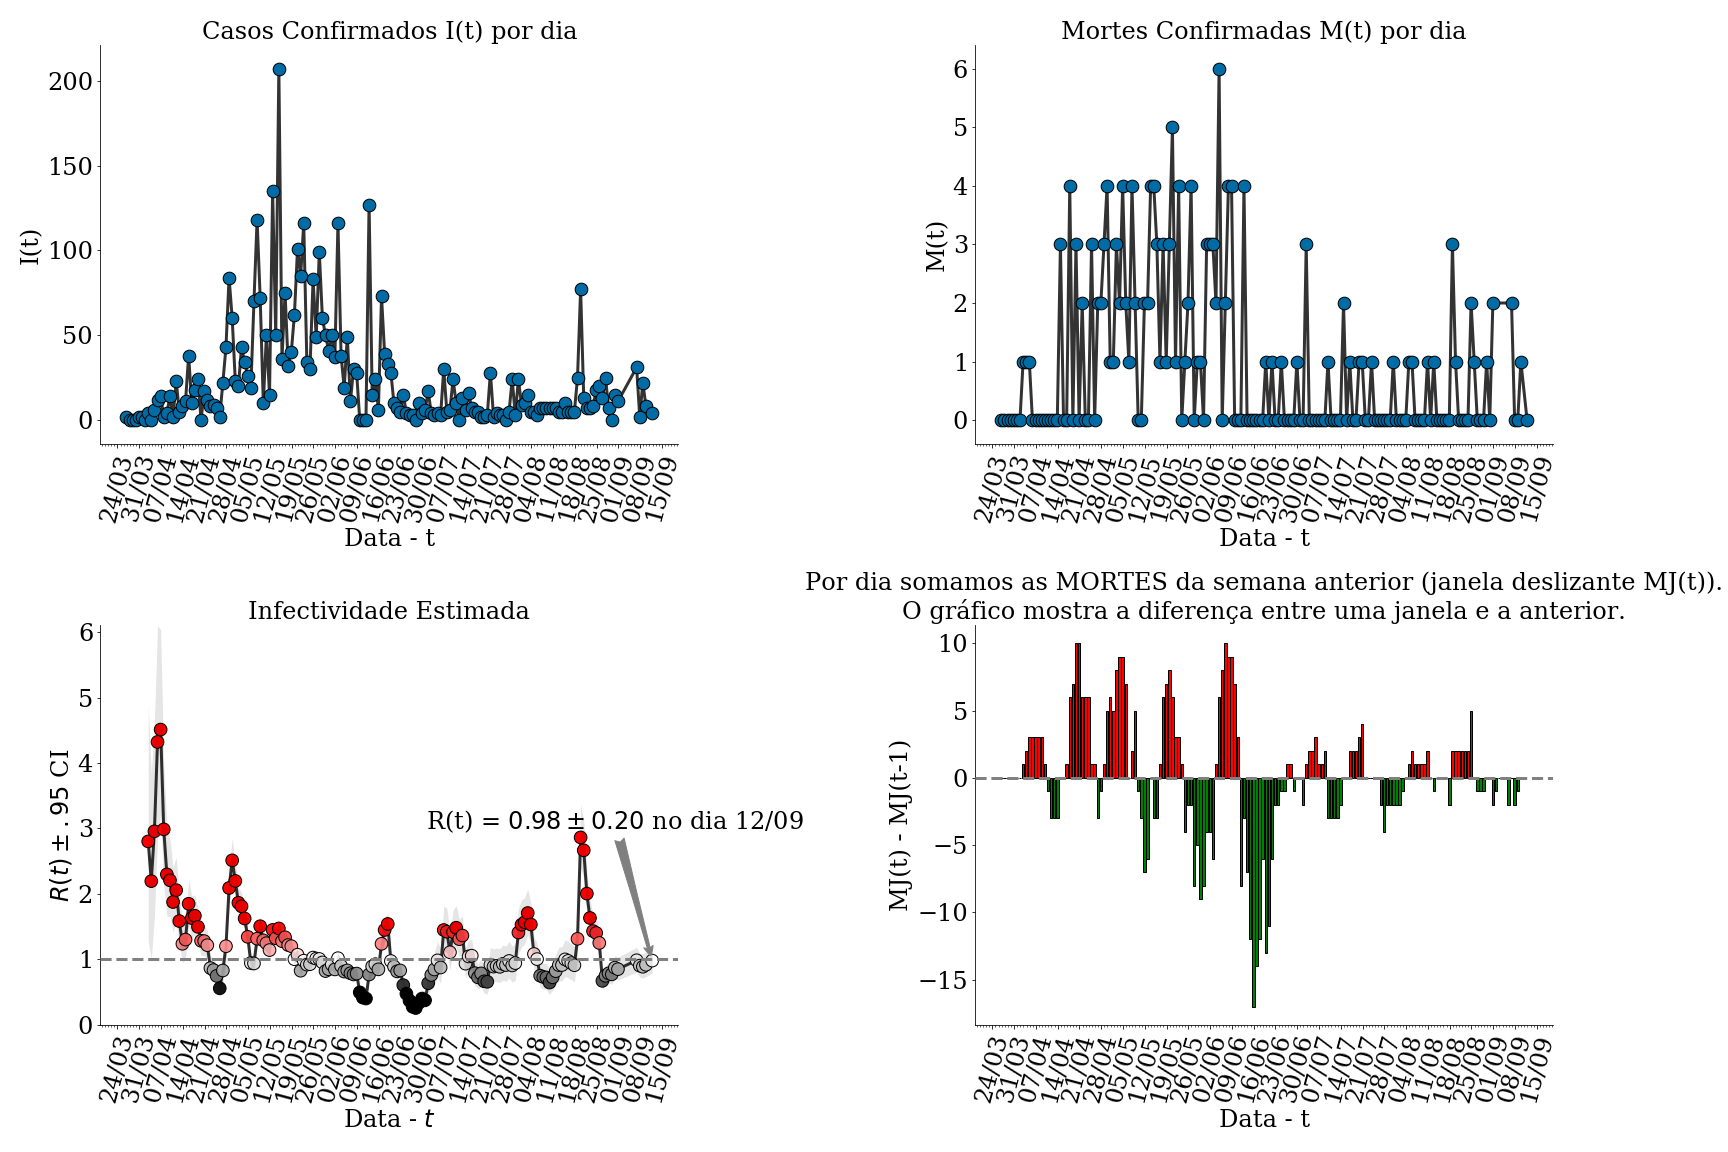 Casos Confirmados I(t) por dia
I(t)
200
150
100
50
0
24/03 31/03 07/04 14/04 21/04 28/04 05/05 12/05 19/05 26/05 02/06 09/06 16/06 23/06 30/06 07/07 14/07 21/07 28/07 04/08 11/08 18/08 25/08 01/09 08/09 15/09
Data - t
Mortes Confirmadas M(t) por dia
M(t)
6
5
4
3
2
1
0
24/03 31/03 07/04 14/04 21/04 28/04 05/05 12/05 19/05 26/05 02/06 09/06 16/06 23/06 30/06 07/07 14/07 21/07 28/07 04/08 11/08 18/08 25/08 01/09 08/09 15/09
Data - t
Infectividade Estimada
R(t) ± .95 CI
6
5
4
3
2
1
0
R(t) = 0.98 ± 0.20 no dia 12/09
24/03 31/03 07/04 14/04 21/04 28/04 05/05 12/05 19/05 26/05 02/06 09/06 16/06 23/06 30/06 07/07 14/07 21/07 28/07 04/08 11/08 18/08 25/08 01/09 08/09 15/09
Data - t
Por dia somamos as MORTES da semana anterior (janela deslizante MJ(t)).
O gráfico mostra a diferença entre uma janela e a anterior.
MJ(t) - MJ(t-1)
10
5
0
−5
−10
−15
24/03 31/03 07/04 14/04 21/04 28/04 05/05 12/05 19/05 26/05 02/06 09/06 16/06 23/06 30/06 07/07 14/07 21/07 28/07 04/08 11/08 18/08 25/08 01/09 08/09 15/09
Data - t